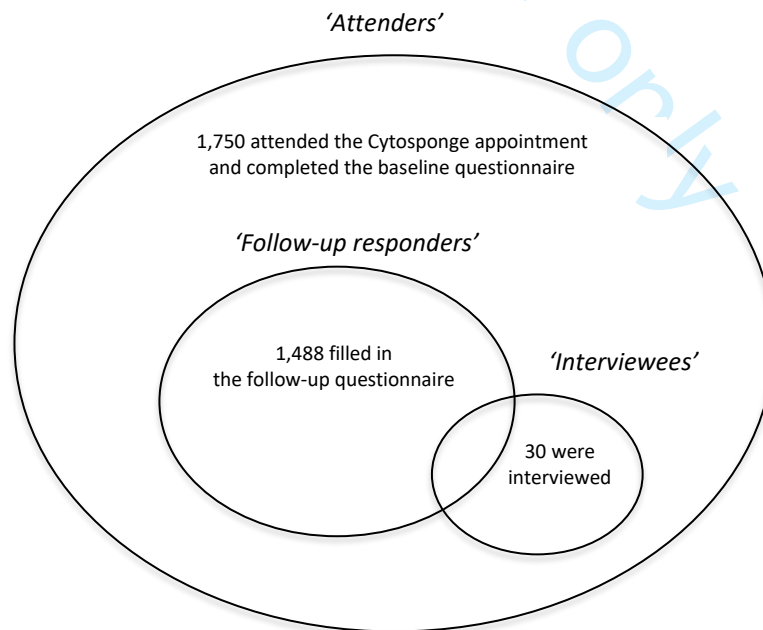 ‘Attenders’
1,750 attended the Cytosponge appointment
and completed the baseline questionnaire
‘Follow-up responders’
1,488 filled in
the follow-up questionnaire
‘Interviewees’
30 were
interviewed
only